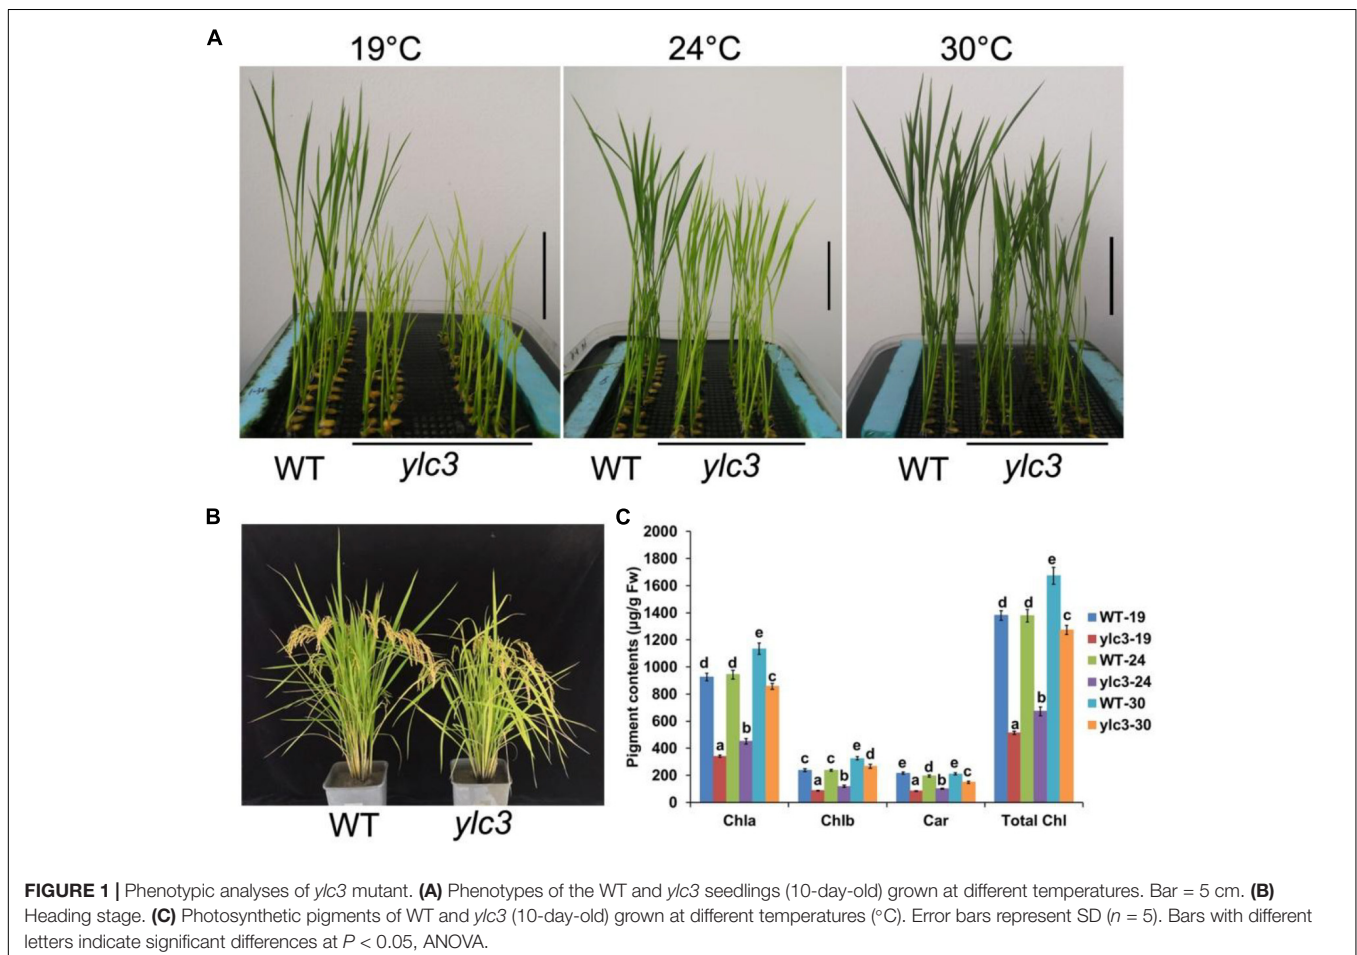 A
19°C 24°C 30°C
WT ylc3 WT ylc3 WT ylc3
B
WT ylc3
C
Pigment contents (µg/g Fw)
2000
1800
1600
1400
1200
1000
800
600
400
200
0
d a d b e c
c a c b e d
e a d b e c
d a d b e c
Chla Chlb Car Total Chl
WT-19
ylc3-19
WT-24
ylc3-24
WT-30
ylc3-30
FIGURE 1 | Phenotypic analyses of ylc3 mutant. (A) Phenotypes of the WT and ylc3 seedlings (10-day-old) grown at different temperatures. Bar = 5 cm. (B)
Heading stage. (C) Photosynthetic pigments of WT and ylc3 (10-day-old) grown at different temperatures (°C). Error bars represent SD (n = 5). Bars with different
letters indicate significant differences at P < 0.05, ANOVA.